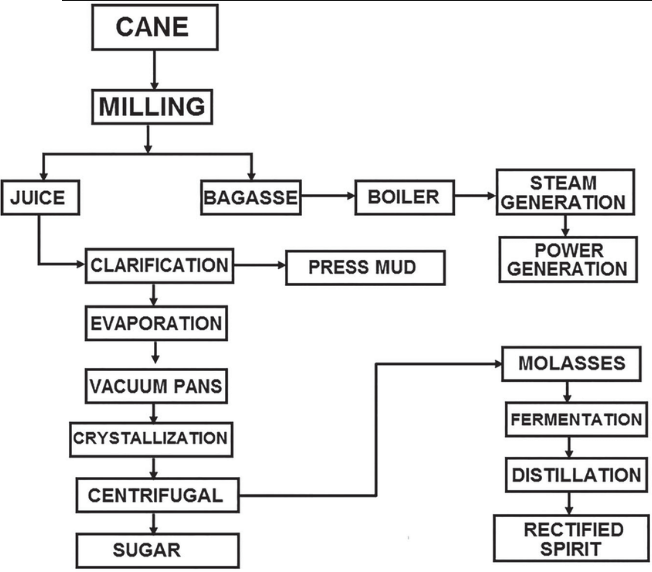 CANE
MILLING
JUICE
BAGASSE
BOILER
STEAM
GENERATION
POWER
GENERATION
CLARIFICATION
PRESS MUD
EVAPORATION
VACUUM PANS
CRYSTALLIZATION
CENTRIFUGAL
SUGAR
MOLASSES
FERMENTATION
DISTILLATION
RECTIFIED
SPIRIT